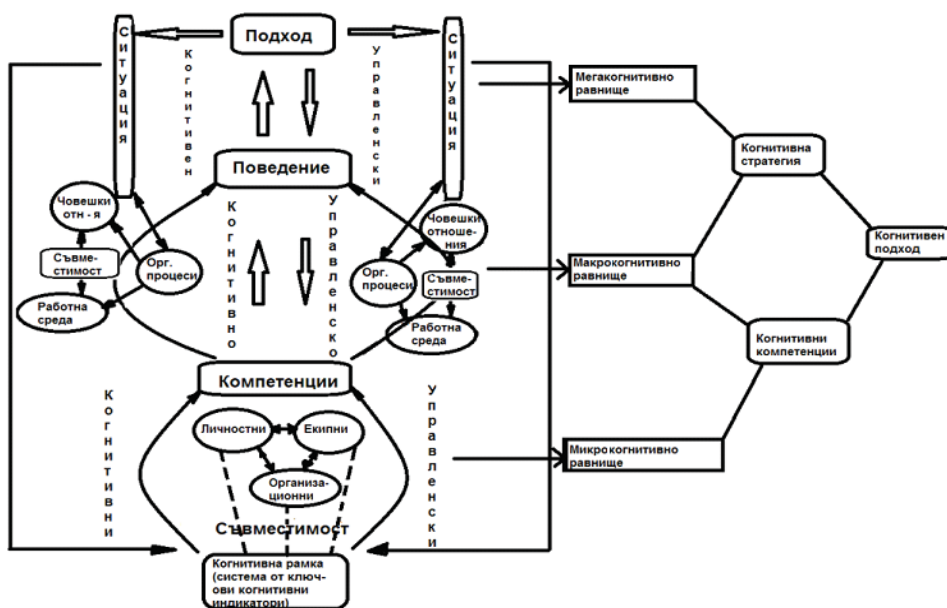 Подход
Ситуация
Ситуация
Когнитивен
Управленски
Мегакогнитивно
равнище
Когнитивна
стратегия
Поведение
Човешки
отн - я
Съвме-
стимост
Орг.
процеси
Работна
среда
Когнитивно
Управленско
Човешки
отноше-
ния
Орг.
процеси
Съвме-
стимост
Работна
среда
Макрокогнитивно
равнище
Когнитивен
подход
Когнитивни
компетенции
Компетенции
Когнитивни
Управленски
Личностни
Екипни
Организа-
ционни
Микрокогнитивно
равнище
Съвместимост
Когнитивна рамка
(система от ключ-
ови когнитивни
индикатори)